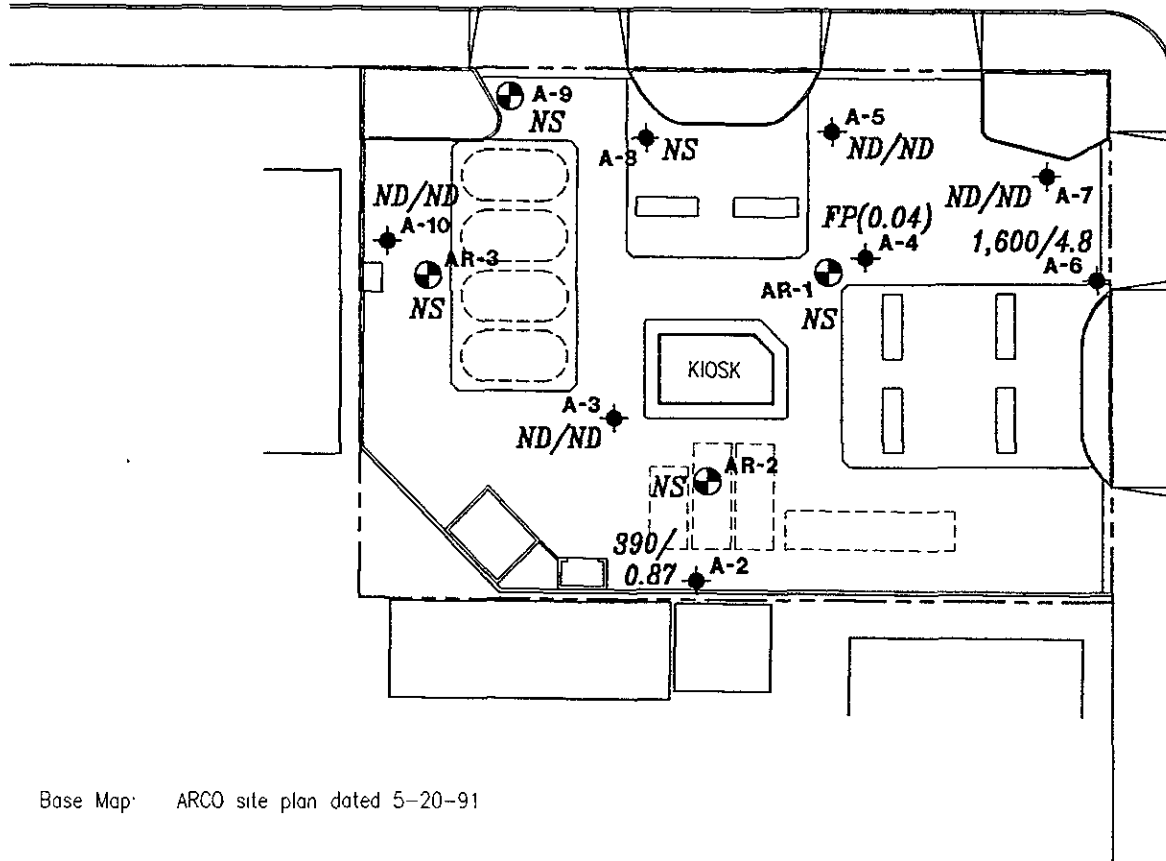 A-9
NS
A-8
NS
A-5
ND/ND
ND/ND
A-10
ND/ND
A-7
FP(0.04)
A-4
1,600/4.8
A-6
AR-3
NS
AR-1
NS
KIOSK
A-3
ND/ND
AR-2
NS
390/
0.87
A-2
Base Map: ARCO site plan dated 5-20-91